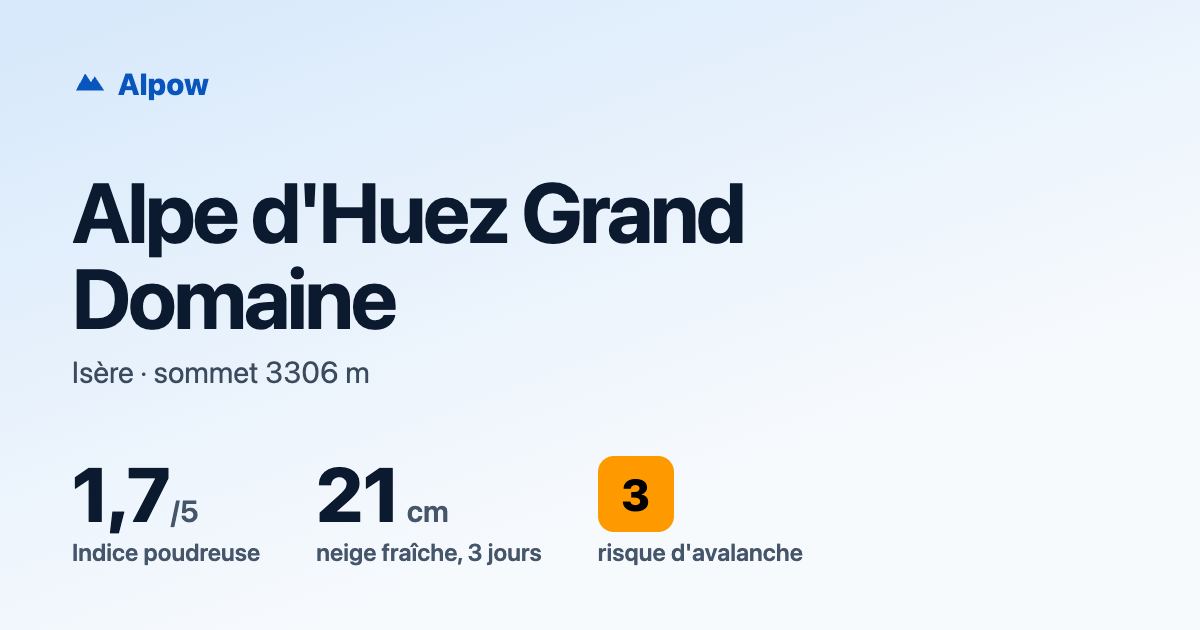 Alpow
Alpe d'Huez Grand
Domaine
Isère · sommet 3306 m
1,7/5
21 cm
3
Indice poudreuse
neige fraîche, 3 jours
risque d'avalanche